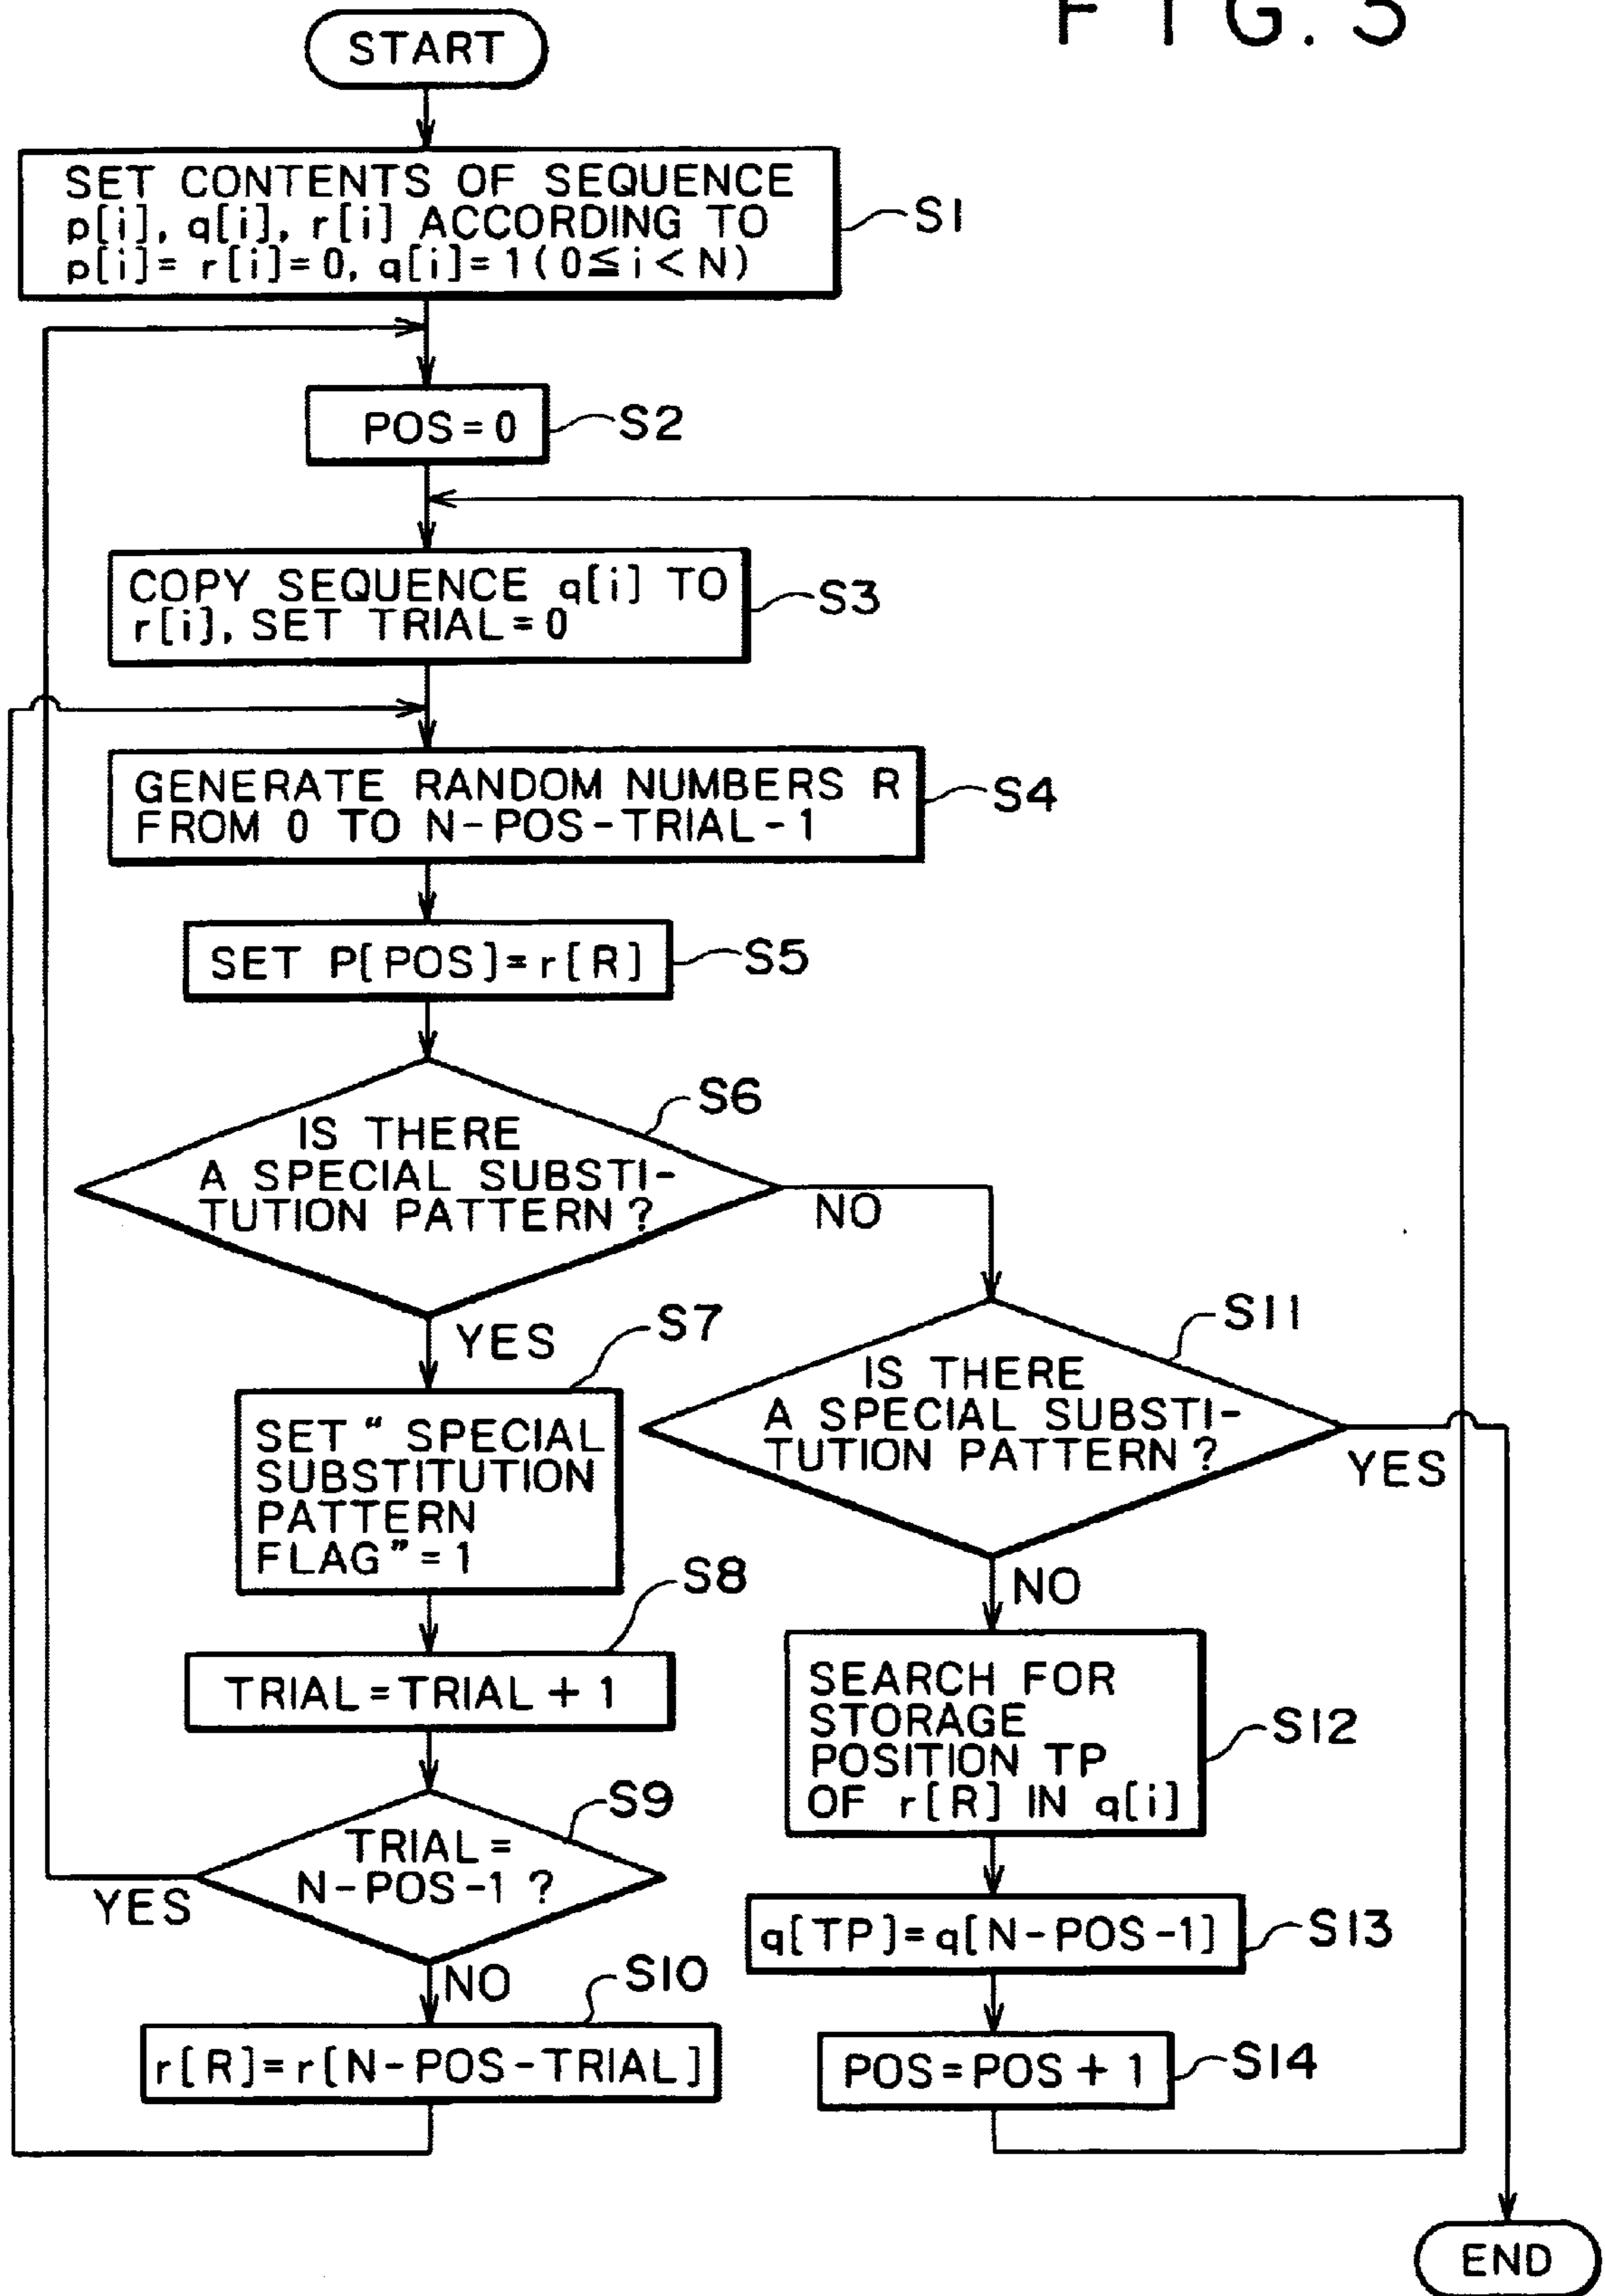 FIG.
START
SET CONTENTS OF SEQUENCE
p[i], q[i], r[i] ACCORDING TO
p[i]= r[i]=0, q[i]=1(0≦i<N)
S1
POS=0
S2
COPY SEQUENCE q[i] TO
r[i], SET TRIAL=0
S3
GENERATE RANDOM NUMBERS R
FROM 0 TO N-POS-TRIAL-1
S4
SET P[POS]=r[R]
S5
IS THERE
A SPECIAL SUBSTI-
TUTION PATTERN?
S6
NO
YES
S7
SET “ SPECIAL
SUBSTITUTION
PATTERN
FLAG”=1
S8
TRIAL=TRIAL+1
S9
TRIAL=
N-POS-1 ?
YES
NO
S10
r[R]=r[N-POS-TRIAL]
S11
IS THERE
A SPECIAL SUBSTI-
TUTION PATTERN?
YES
NO
SEARCH FOR
STORAGE
POSITION TP
OF r[R] IN q[i]
S12
q[TP]=q[N-POS-1]
S13
POS=POS+1
S14
END